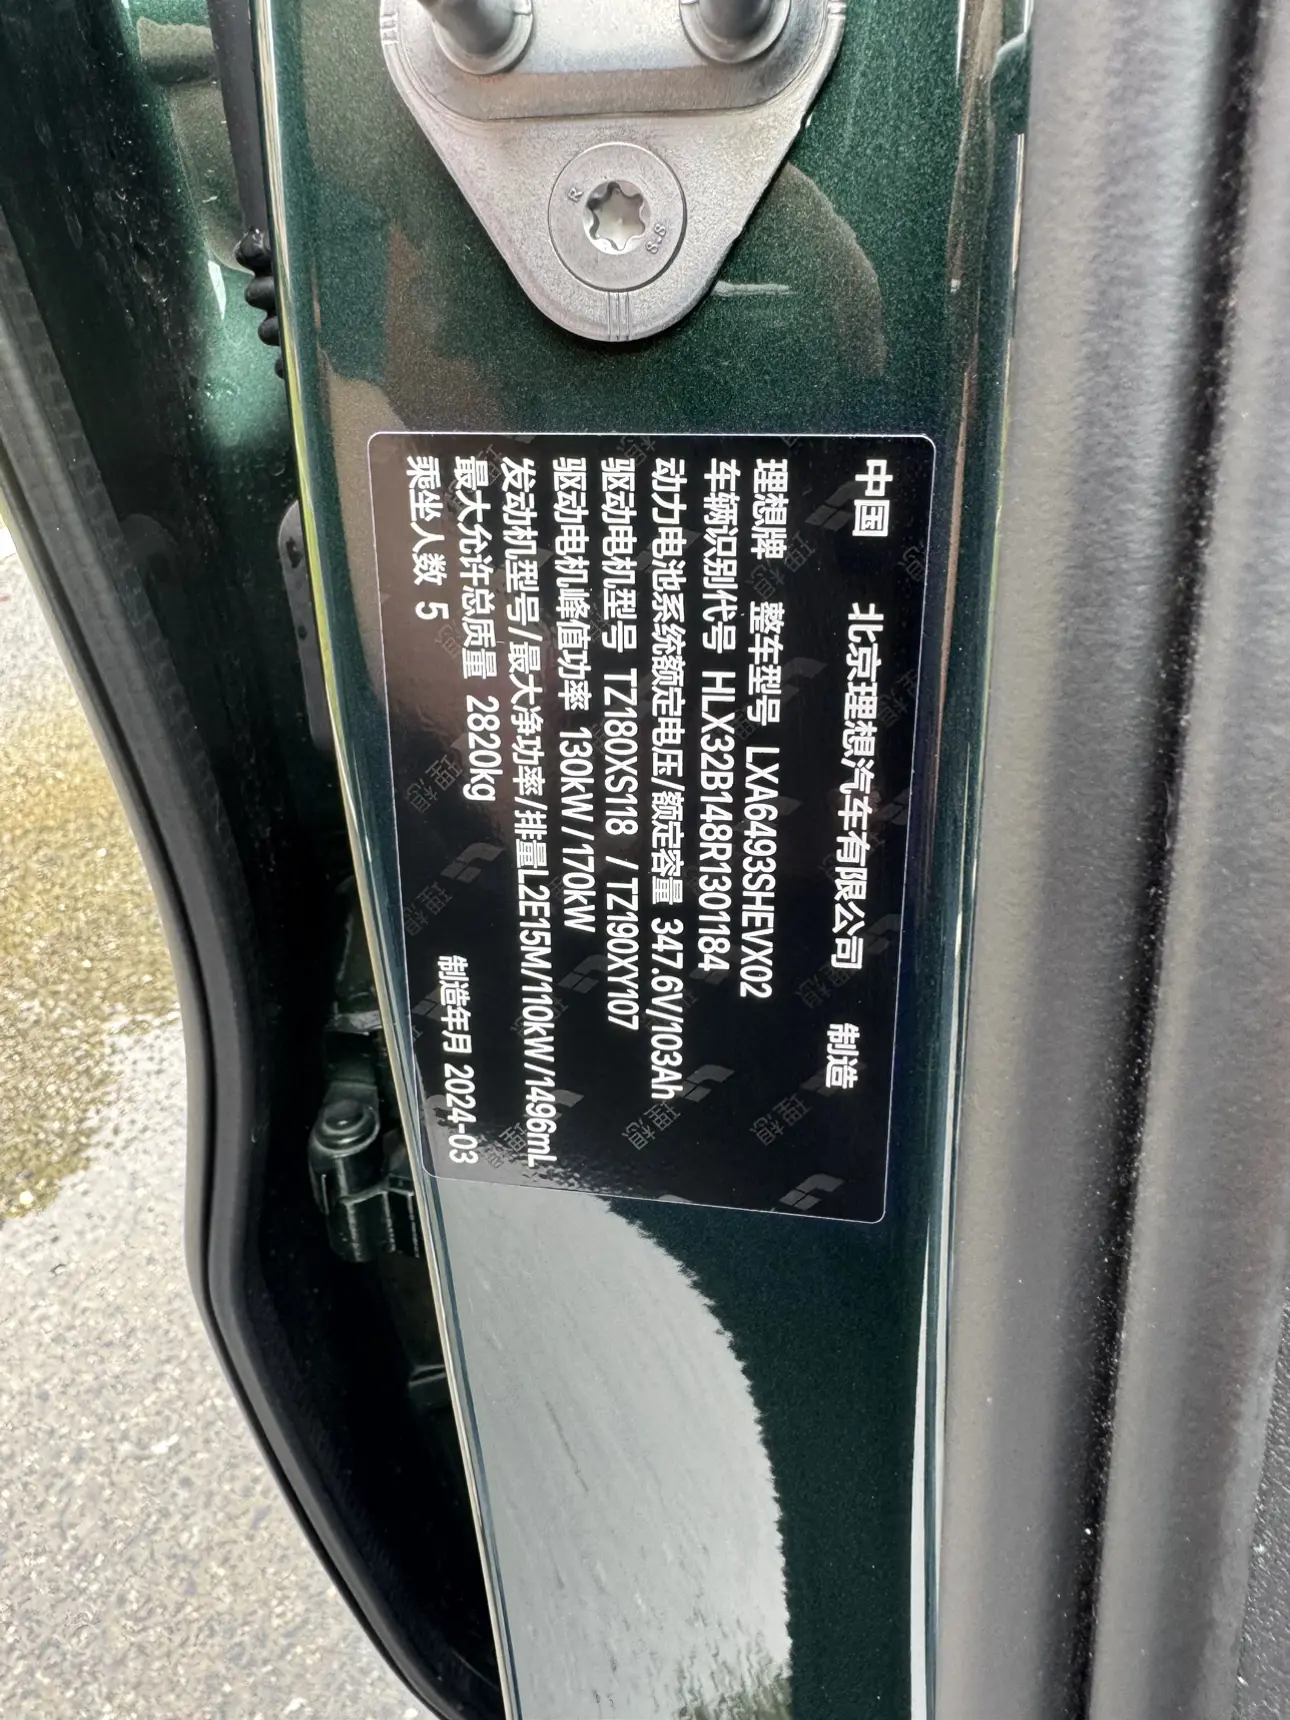 中国 北京理想汽车有限公司 制造
理想牌 整车型号 LXA6493SHEVX02
车辆识别代号 HLX32B148R1301184
动力电池系统额定电压/额定容量 347.6V/103Ah
驱动电机型号 TZ180XS118 / TZ190XY107
驱动电机峰值功率 130kW/170kW
发动机型号/最大净功率/排量L2E15M/110kW/1496mL
最大允许总质量 2820kg
乘坐人数 5 制造年月 2024-03
R
8.8